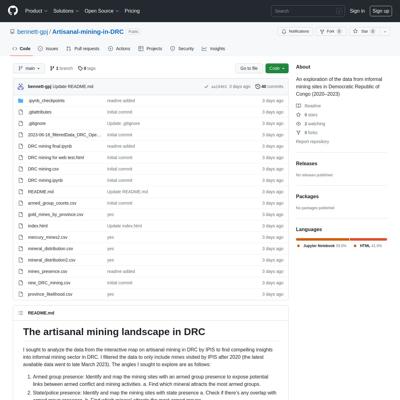 Product Solutions Open Source Pricing
Search
Sign in
Sign up
bennett-gpj / Artisanal-mining-in-DRC Public
Notifications Fork 0 Star 0
Code Issues Pull requests Actions Projects Security Insights
main 1 branch 0 tags Go to file Code
bennett-gpj Update README.md 3 days ago 40 commits
.ipynb_checkpoints readme added 3 days ago
.gitattributes initial commit 3 days ago
.gitignore Update .gitignore 3 days ago
2023-06-18_filteredData_DRC_Ope... initial commit 3 days ago
DRC mining final.ipynb readme added 3 days ago
DRC mining for web test.html initial commit 3 days ago
DRC mining.csv initial commit 3 days ago
DRC mining.ipynb initial commit 3 days ago
README.md Update README.md 3 days ago
armed_group_counts.csv initial commit 3 days ago
gold_mines_by_province.csv yes 3 days ago
index.html Update index.html 3 days ago
mercury_mines2.csv yes 3 days ago
mineral_distribution.csv yes 3 days ago
mineral_distribution2.csv yes 3 days ago
mines_presence.csv readme added 3 days ago
new_DRC_mining.csv initial commit 3 days ago
province_likelihood.csv yes 3 days ago
README.md
The artisanal mining landscape in DRC
I sought to analyze the data from the interactive map on artisanal mining in DRC by IPIS to find compelling insights
into informal mining sector in DRC. I filtered the data to only include mines visited by IPIS after 2020 (the latest
available data went to late March 2023). The angles I sought to explore are as follows:
1. Armed group presence: Identify and map the mining sites with an armed group presence to expose potential
links between armed conflict and mining activities. a. Find which mineral attracts the most armed groups.
2. State/police presence: Identify and map the mining sites with state presence a. Check if there's any overlap with
About
An exploration of the data from informal
mining sites in Democratic Republic of
Congo (2020–2023)
Readme
0 stars
2 watching
0 forks
Report repository
Releases
No releases published
Packages
No packages published
Languages
Jupyter Notebook HTML